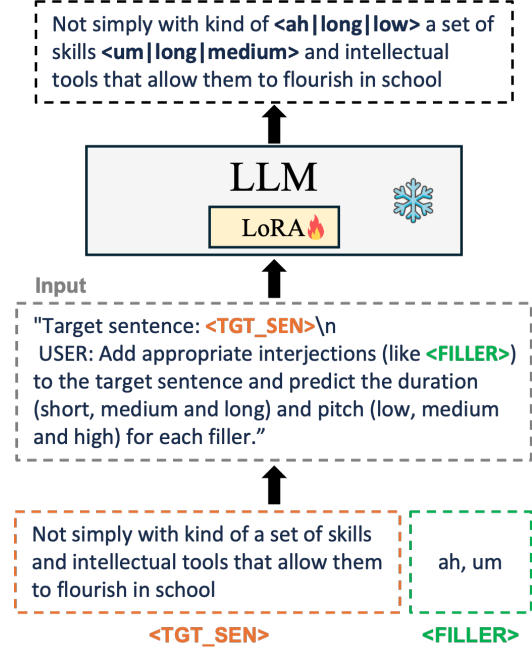 Not simply with kind of <ah|long|low> a set of
skills <um|long|medium> and intellectual
tools that allow them to flourish in school
LLM
LoRA
Input
"Target sentence: <TGT_SEN>\n
USER: Add appropriate interjections (like <FILLER>)
to the target sentence and predict the duration
(short, medium and long) and pitch (low, medium
and high) for each filler.”
Not simply with kind of a set of skills
and intellectual tools that allow them
to flourish in school
ah, um
<TGT_SEN>
<FILLER>